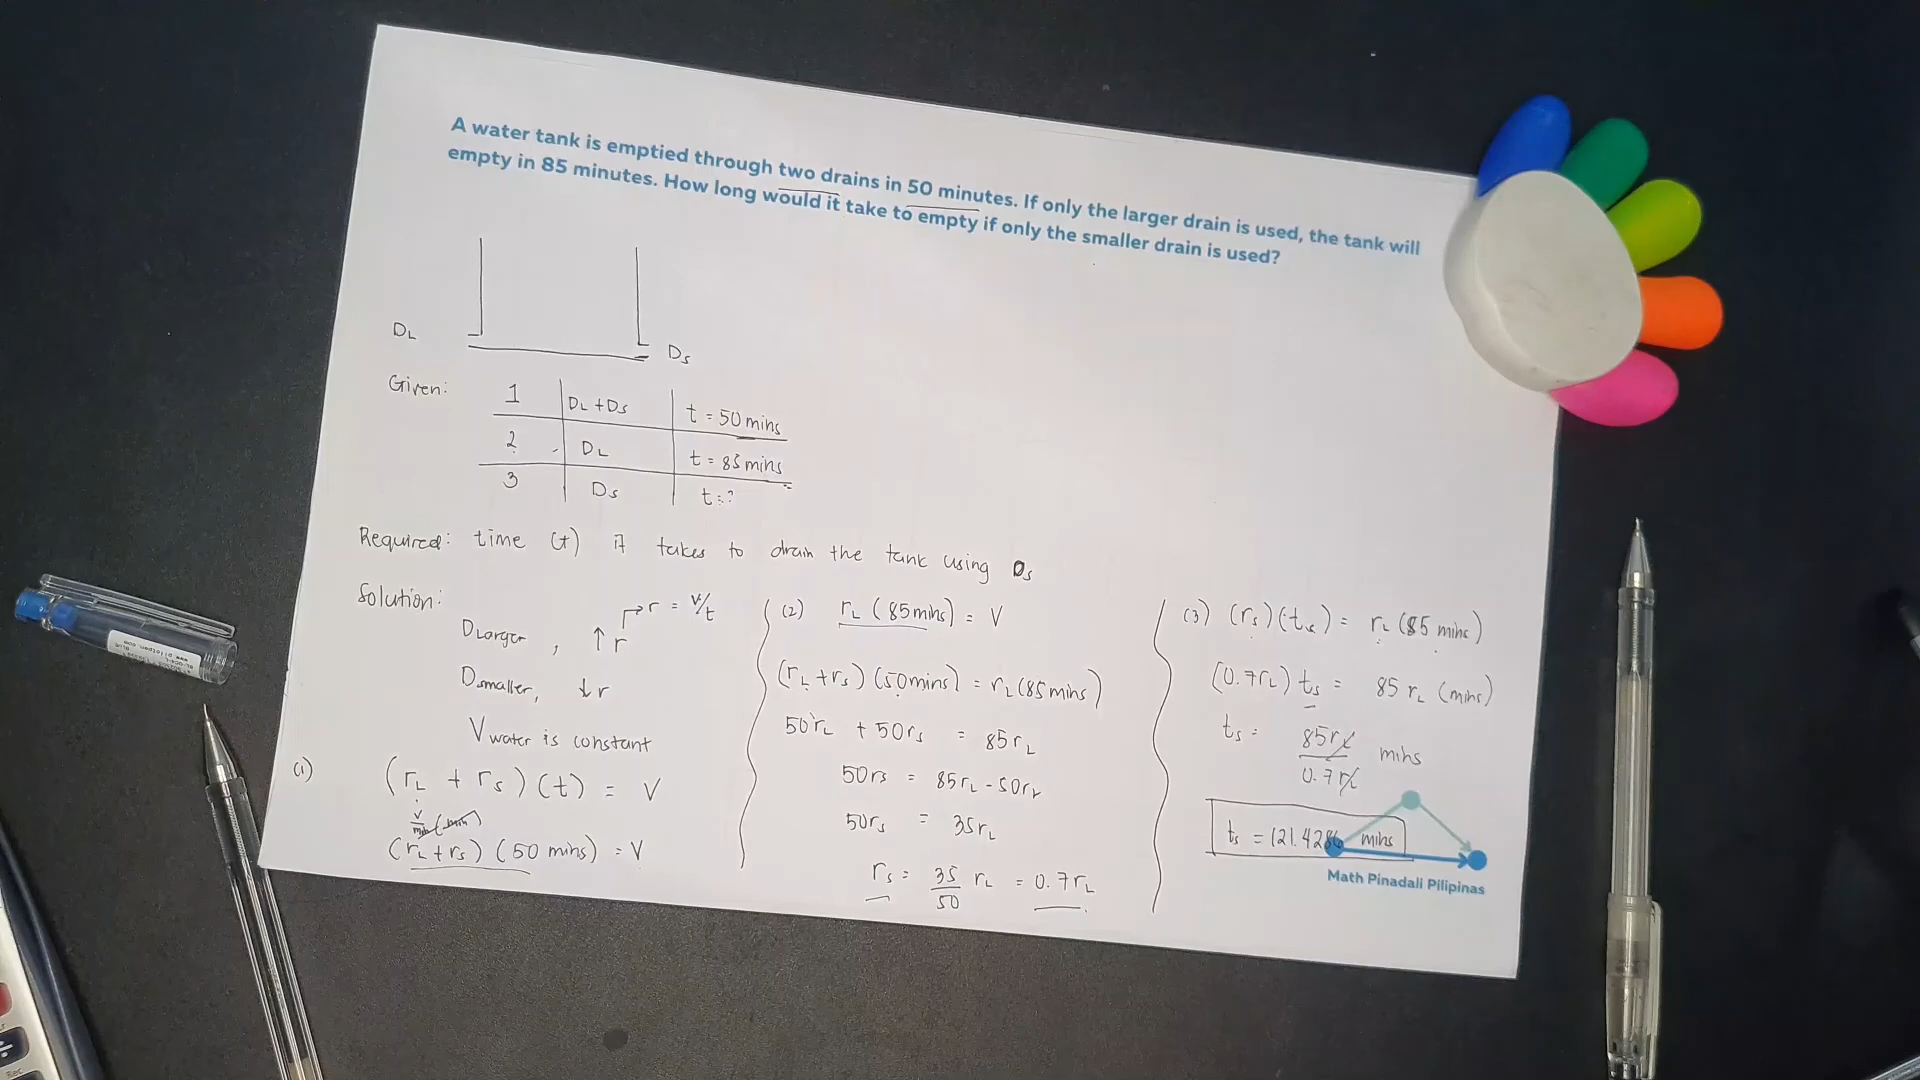 A water tank is emptied through two drains in 50 minutes. If only the larger drain is used, the tank will
empty in 85 minutes. How long would it take to empty if only the smaller drain is used?
DL
Ds
Given:
1 DL + Ds t = 50 mins
2 DL t = 85 mins
3 Ds t = ?
Required: time (t) it takes to drain the tank using Ds
Solution:
r = V/t
DLarger, ↑ r
Dsmaller, ↓ r
Vwater is constant
(1) (rL + rs)(t) = V
V/min (min)
(rL + rs)(50 mins) = V
(2) rL (85 mins) = V
(rL + rs)(50 mins) = rL (85 mins)
50rL + 50rs = 85rL
50rs = 85rL - 50rL
50rs = 35rL
rs = 35/50 rL = 0.7rL
(3) (rs)(ts) = rL (85 mins)
(0.7rL) ts = 85 rL (mins)
ts = 85rL/0.7rL mins
ts = 121.4286 mins
Math Pinadali Pilipinas